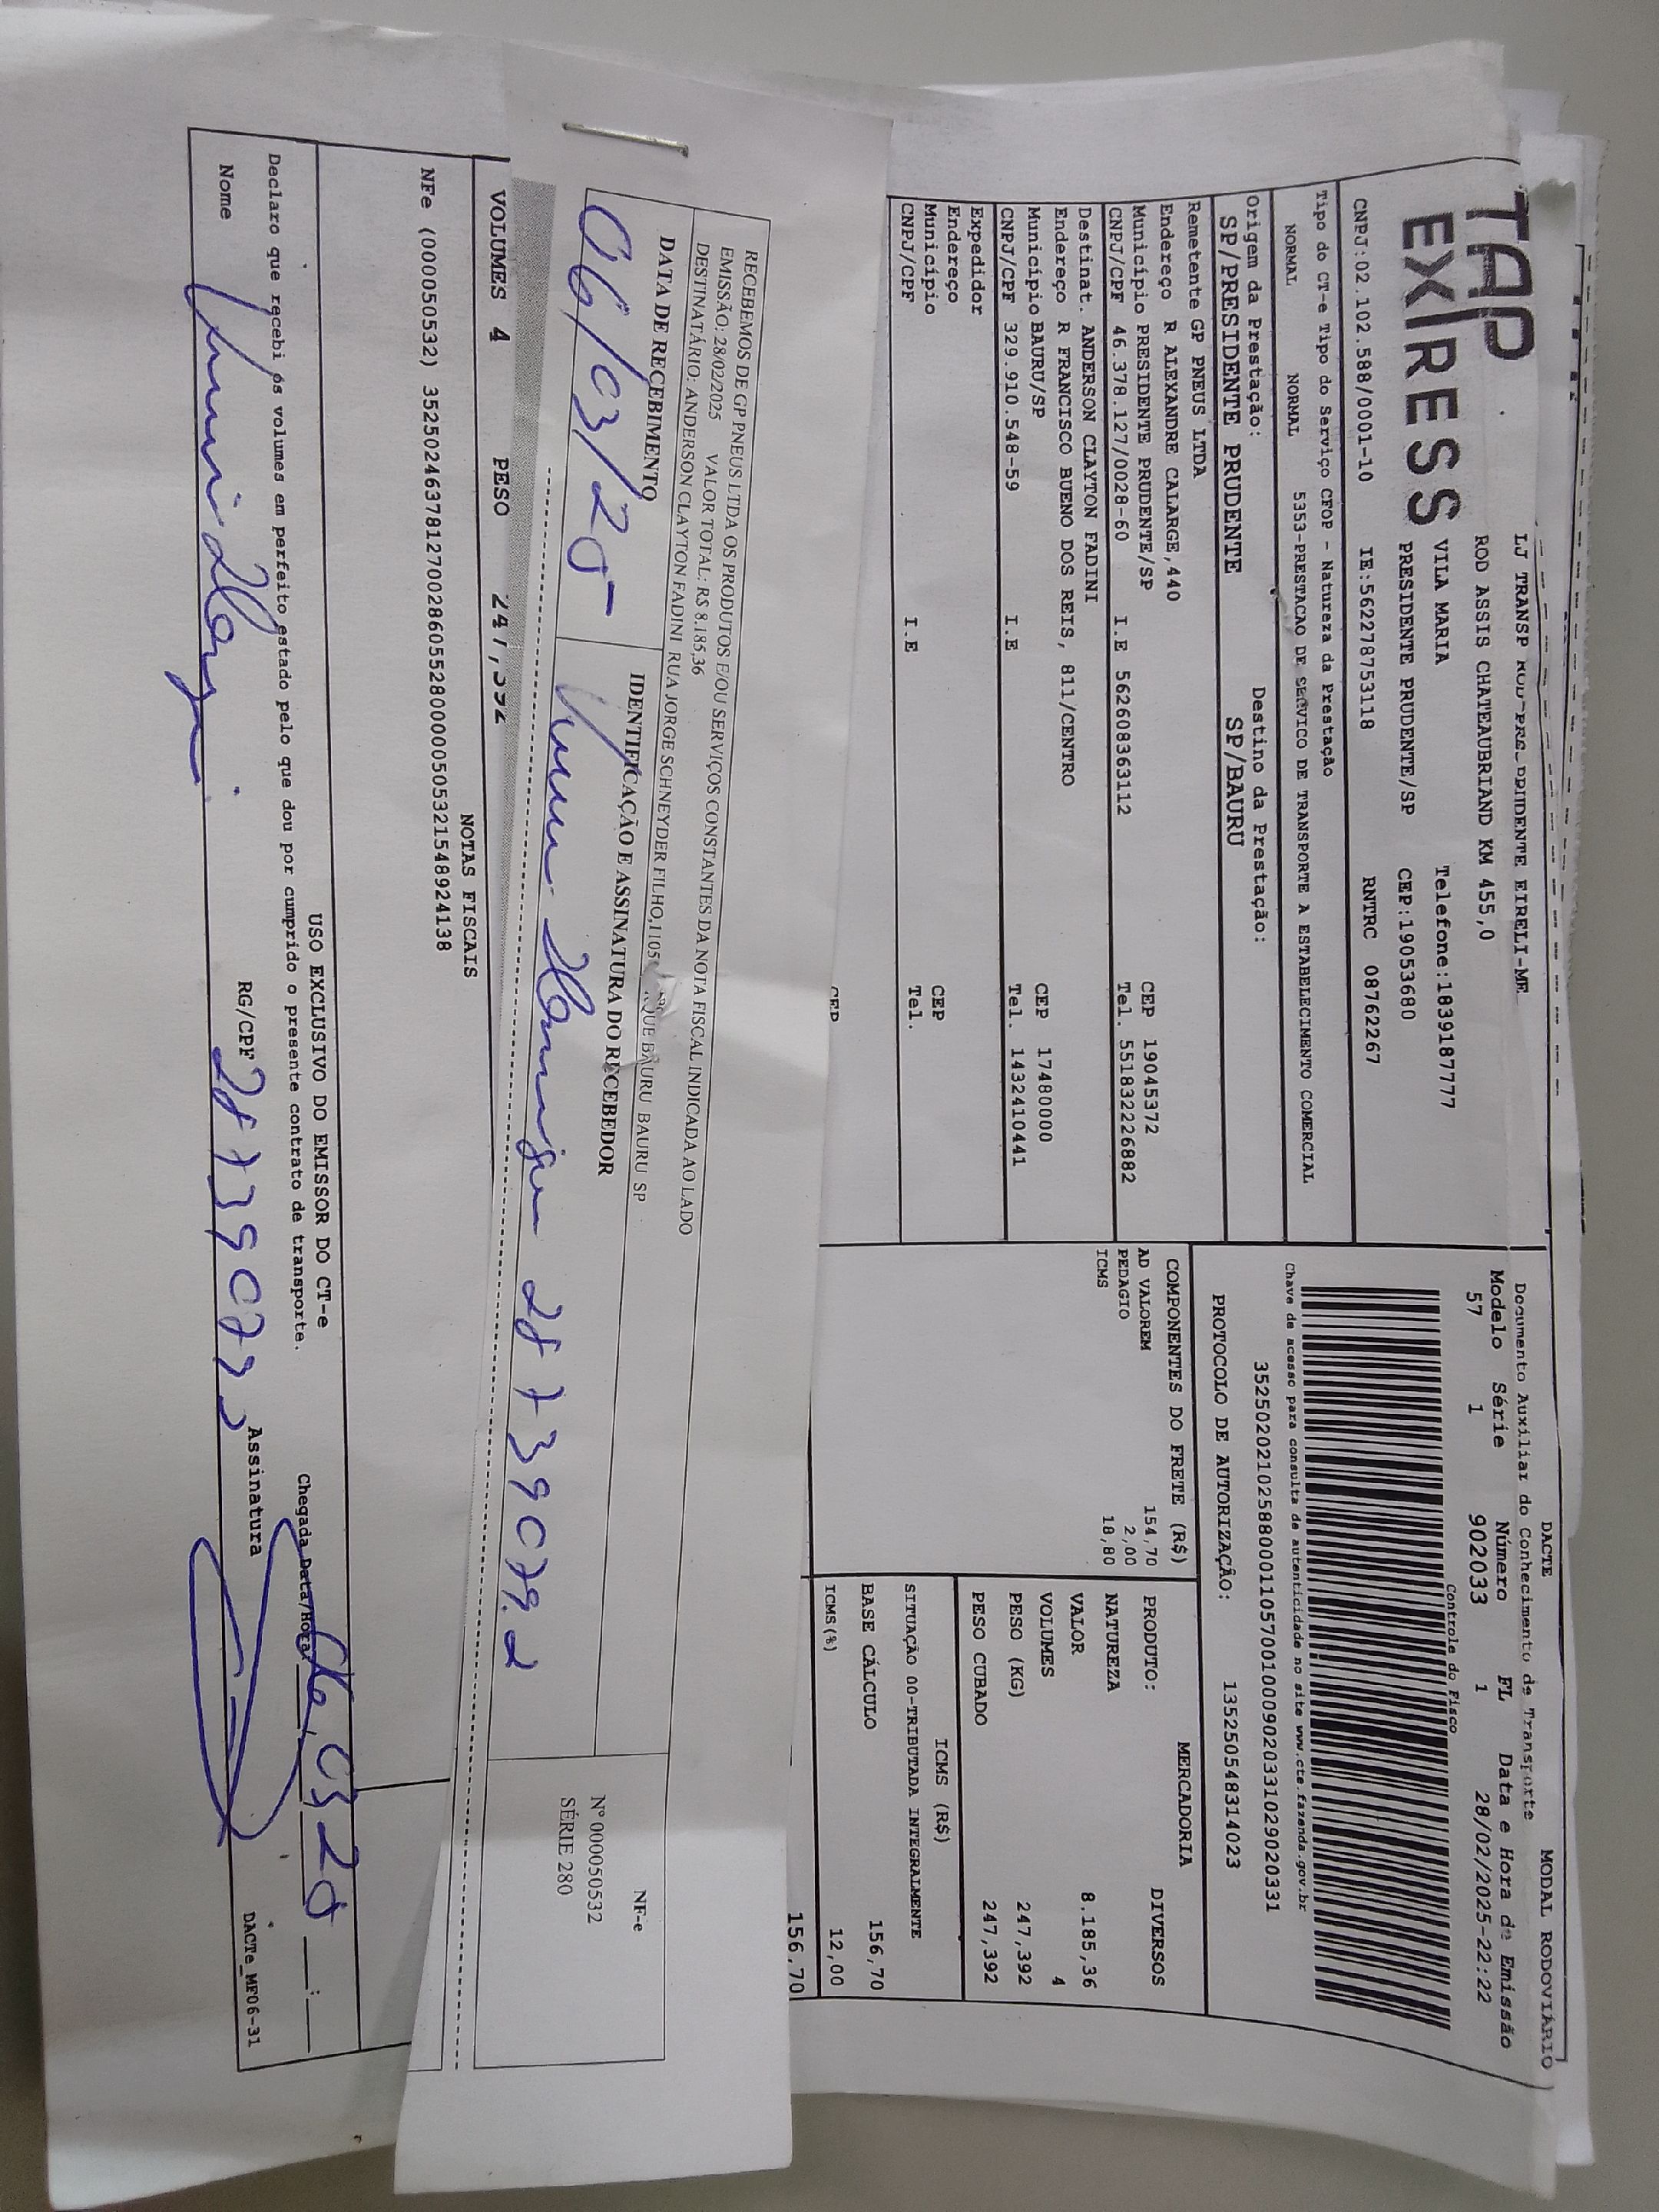 TAP
EXPRESS
LJ TRANSP
EIRELI-ME
ROD ASSIS CHATEAUBRIAND KM 455,0
VILA MARIA Telefone:1839187777
PRESIDENTE PRUDENTE/SP CEP:19053680
CNPJ:02.102.588/0001-10 IE:562278753118 RNTRC 08762267
DACTE MODAL RODOVIÁRIO
Documento Auxiliar do Conhecimento de Transporte
Modelo Série Número FL Data e Hora de Emissão
57 1 902033 1 28/02/2025-22:22
Controle do Fisco
Chave de acesso para consulta de autenticidade no site www.cte.fazenda.gov.br
35250202102588000110570010009020331029020331
PROTOCOLO DE AUTORIZAÇÃO: 135250548314023
Tipo do CT-e Tipo do Serviço CFOP - Natureza da Prestação
NORMAL NORMAL 5353-PRESTACAO DE SERVICO DE TRANSPORTE A ESTABELECIMENTO COMERCIAL
Origem da Prestação: Destino da Prestação:
SP/PRESIDENTE PRUDENTE SP/BAURU
Remetente GP PNEUS LTDA
Endereço R ALEXANDRE CALARGE,440
Município PRESIDENTE PRUDENTE/SP CEP 19045372
CNPJ/CPF 46.378.127/0028-60 I.E 562608363112 Tel. 551832226882
Destinat. ANDERSON CLAYTON FADINI
Endereço R FRANCISCO BUENO DOS REIS, 811/CENTRO
Município BAURU/SP CEP 17480000
CNPJ/CPF 329.910.548-59 I.E Tel. 1432410441
Expedidor
Endereço
Município CEP
CNPJ/CPF I.E Tel.
CEP
COMPONENTES DO FRETE (R$)
AD VALOREM 154,70
PEDAGIO 2,00
ICMS 18,80
MERCADORIA
PRODUTO: DIVERSOS
NATUREZA
VALOR 8.185,36
VOLUMES 4
PESO (KG) 247,392
PESO CUBADO 247,392
ICMS (R$)
SITUAÇÃO 00-TRIBUTADA INTEGRALMENTE
BASE CÁLCULO 156,70
ICMS(%) 12,00
156,70
RECEBEMOS DE GP PNEUS LTDA OS PRODUTOS E/OU SERVIÇOS CONSTANTES DA NOTA FISCAL INDICADA AO LADO
EMISSÃO: 28/02/2025 VALOR TOTAL: R$ 8.185,36
DESTINATÁRIO: ANDERSON CLAYTON FADINI RUA JORGE SCHNEYDER FILHO,1105 BAURU BAURU SP
DATA DE RECEBIMENTO IDENTIFICAÇÃO E ASSINATURA DO RECEBEDOR
06/03/25 28739079.2
NF-e
Nº 000050532
SÉRIE 280
VOLUMES 4 PESO
NOTAS FISCAIS
NFe (000050532) 35250246378127002860552800000505321548924138
USO EXCLUSIVO DO EMISSOR DO CT-e
Declaro que recebi os volumes em perfeito estado pelo que dou por cumprido o presente contrato de transporte.
Chegada Data/Hora:
Nome RG/CPF Assinatura
DACTe_MF06-31